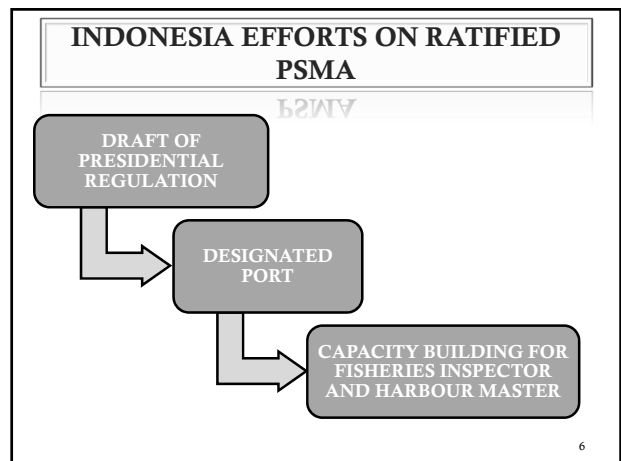 INDONESIA EFFORTS ON RATIFIED
PSMA
DRAFT OF
PRESIDENTIAL
REGULATION
DESIGNATED
PORT
CAPACITY BUILDING FOR
FISHERIES INSPECTOR
AND HARBOUR MASTER
6